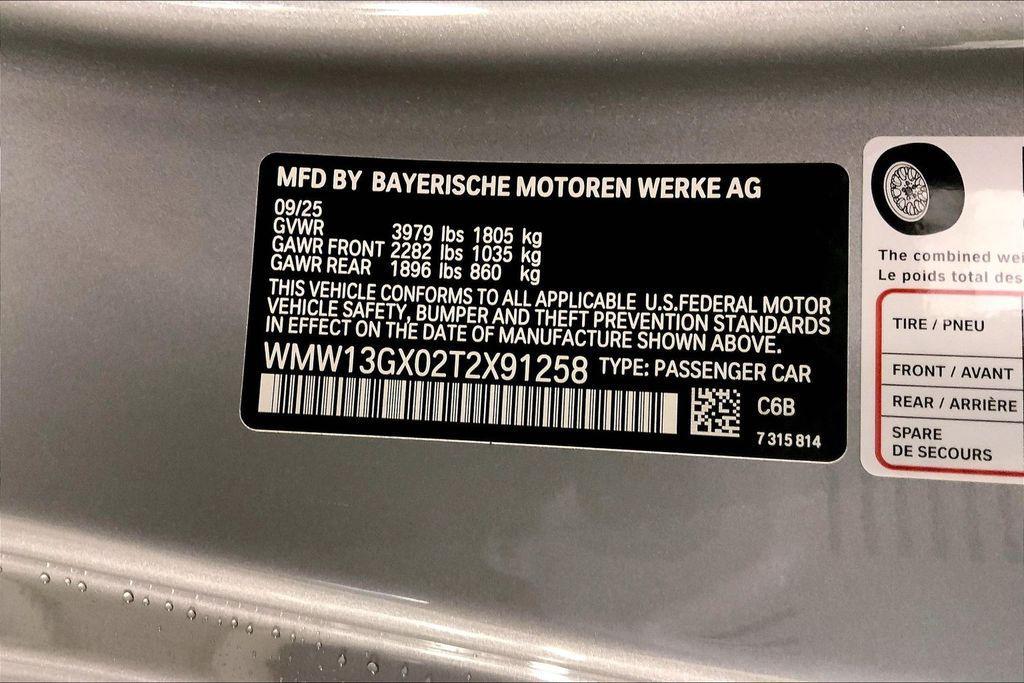 MFD BY BAYERISCHE MOTOREN WERKE AG
09/25
GVWR 3979 lbs 1805 kg
GAWR FRONT 2282 lbs 1035 kg
GAWR REAR 1896 lbs 860 kg
THIS VEHICLE CONFORMS TO ALL APPLICABLE U.S.FEDERAL MOTOR
VEHICLE SAFETY, BUMPER AND THEFT PREVENTION STANDARDS
IN EFFECT ON THE DATE OF MANUFACTURE SHOWN ABOVE.
WMW13GX02T2X91258 TYPE: PASSENGER CAR
C6B
7 315 814
The combined wei
Le poids total des
TIRE / PNEU
FRONT / AVANT
REAR / ARRIÈRE
SPARE
DE SECOURS